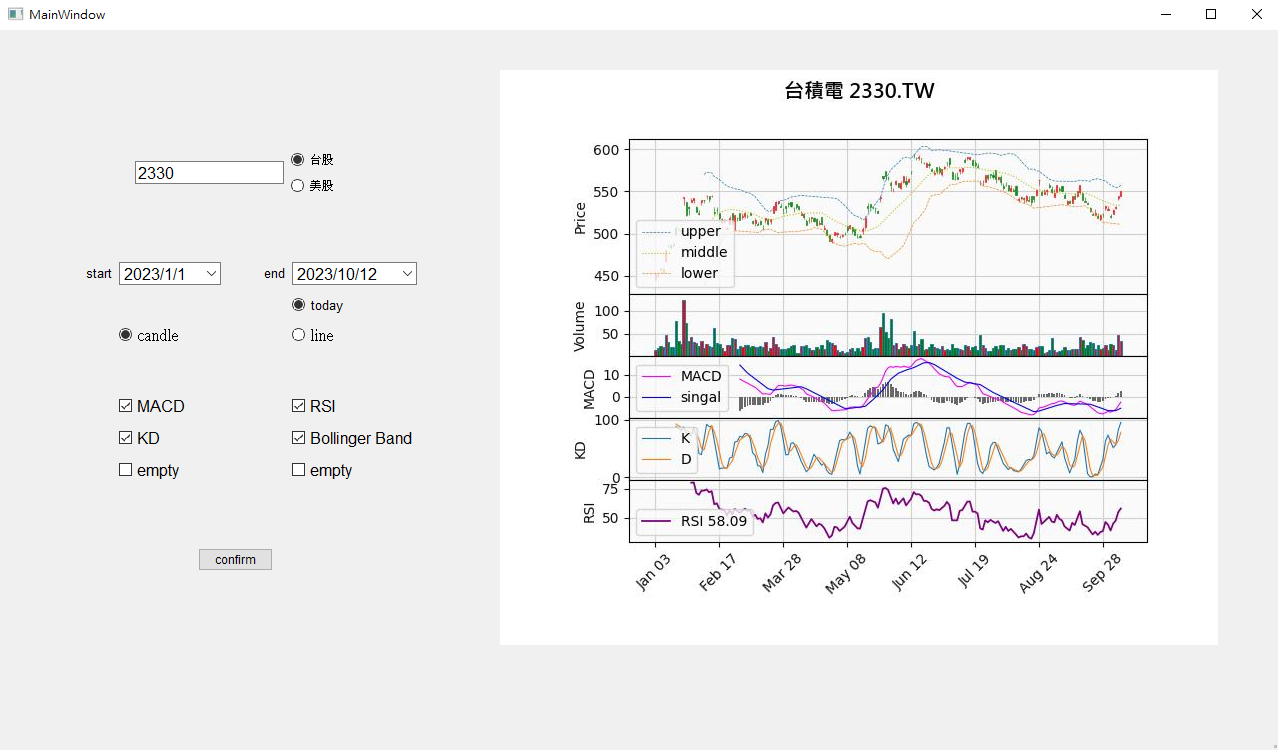 MainWindow
2330
台股
美股
start 2023/1/1 end 2023/10/12
today
candle line
MACD RSI
KD Bollinger Band
empty empty
confirm
台積電 2330.TW
Price
600
550
500
450
upper
middle
lower
Volume
100
50
MACD
10
0
MACD
singal
KD
100
0
K
D
RSI
75
50
RSI 58.09
Jan 03 Feb 17 Mar 28 May 08 Jun 12 Jul 19 Aug 24 Sep 28